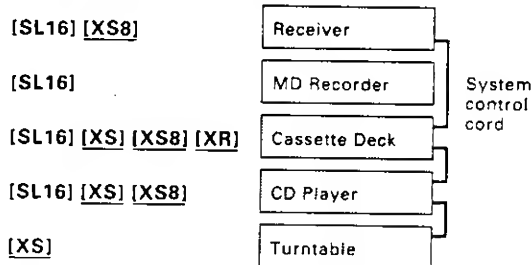 [SL16] [XS8] Receiver
[SL16] MD Recorder
System
control
cord
[SL16] [XS] [XS8] [XR] Cassette Deck
[SL16] [XS] [XS8] CD Player
[XS] Turntable